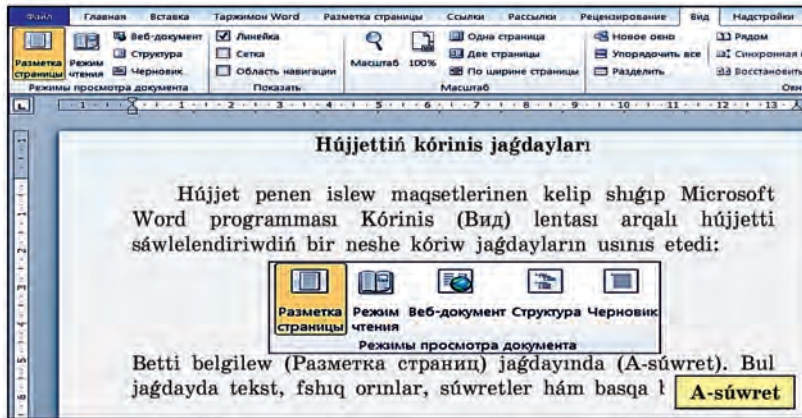 Файл Главная Вставка Таржимон Word Разметка страницы Ссылки Рассылки Рецензирование Вид Надстройки
Разметка страницы
Режим чтения
Веб-документ
Структура
Черновик
Режимы просмотра документа
Линейка
Сетка
Область навигации
Показать
Масштаб
100%
Одна страница
Две страницы
По ширине страницы
Масштаб
Новое окно
Упорядочить все
Разделить
Рядом
Синхронная
Восстановить
Hújjettiń kórinis jaǵdayları
Hújjet penen islew maqsetlerinen kelip shıǵıp Microsoft
Word programması Kórinis (Вид) lentası arqalı hújjetti
sáwlelendiriwdiń bir neshe kóriw jaǵdayların usınıs etedi:
Разметка страницы
Режим чтения
Веб-документ
Структура
Черновик
Режимы просмотра документа
Betti belgilew (Разметка страниц) jaǵdayında (A-súwret). Bul
jaǵdayda tekst, fshıq orınlar, súwretler hám basqa
A-súwret